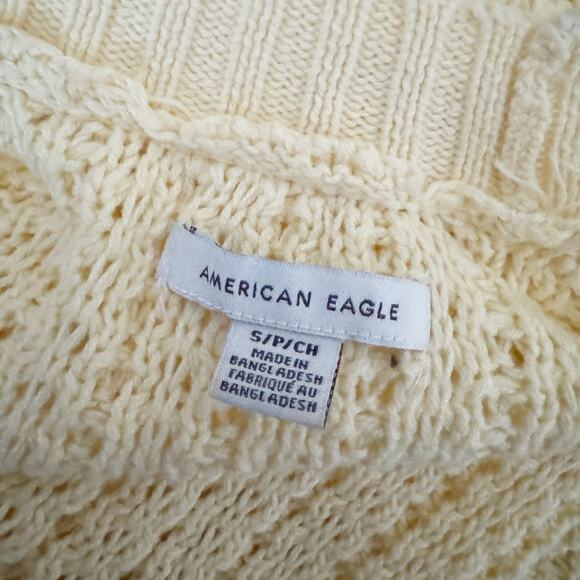 AMERICAN EAGLE
S/P/CH
MADE IN
BANGLADESH
FABRIQUÉ AU
BANGLADESH